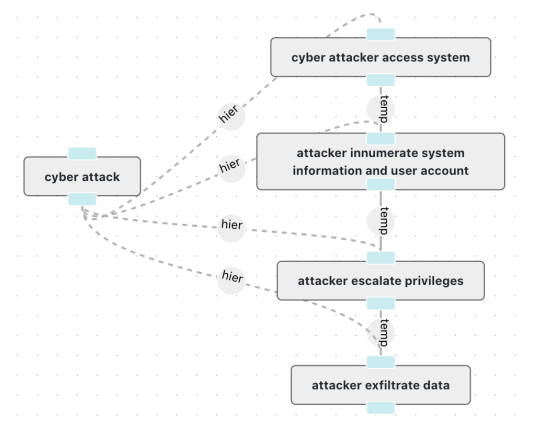 cyber attacker access system
hier
temp
attacker innumerate system
information and user account
hier
cyber attack
temp
hier
attacker escalate privileges
hier
temp
attacker exfiltrate data